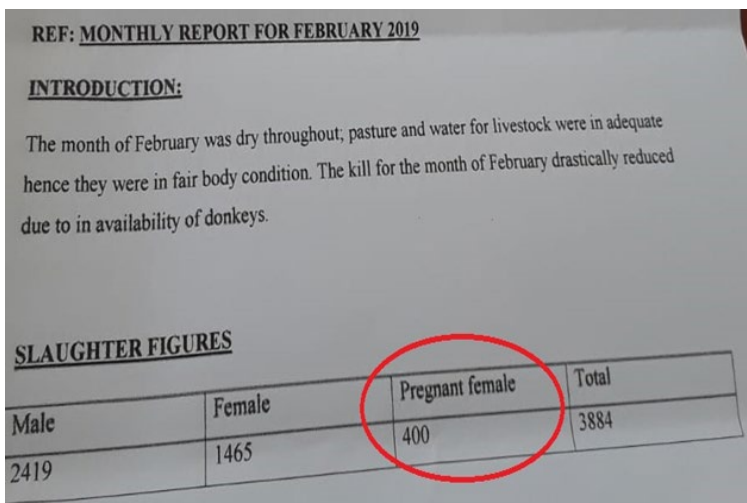 REF: MONTHLY REPORT FOR FEBRUARY 2019
INTRODUCTION:
The month of February was dry throughout; pasture and water for livestock were in adequate
hence they were in fair body condition. The kill for the month of February drastically reduced
due to in availability of donkeys.
SLAUGHTER FIGURES
Male Female Pregnant female Total
2419 1465 400 3884